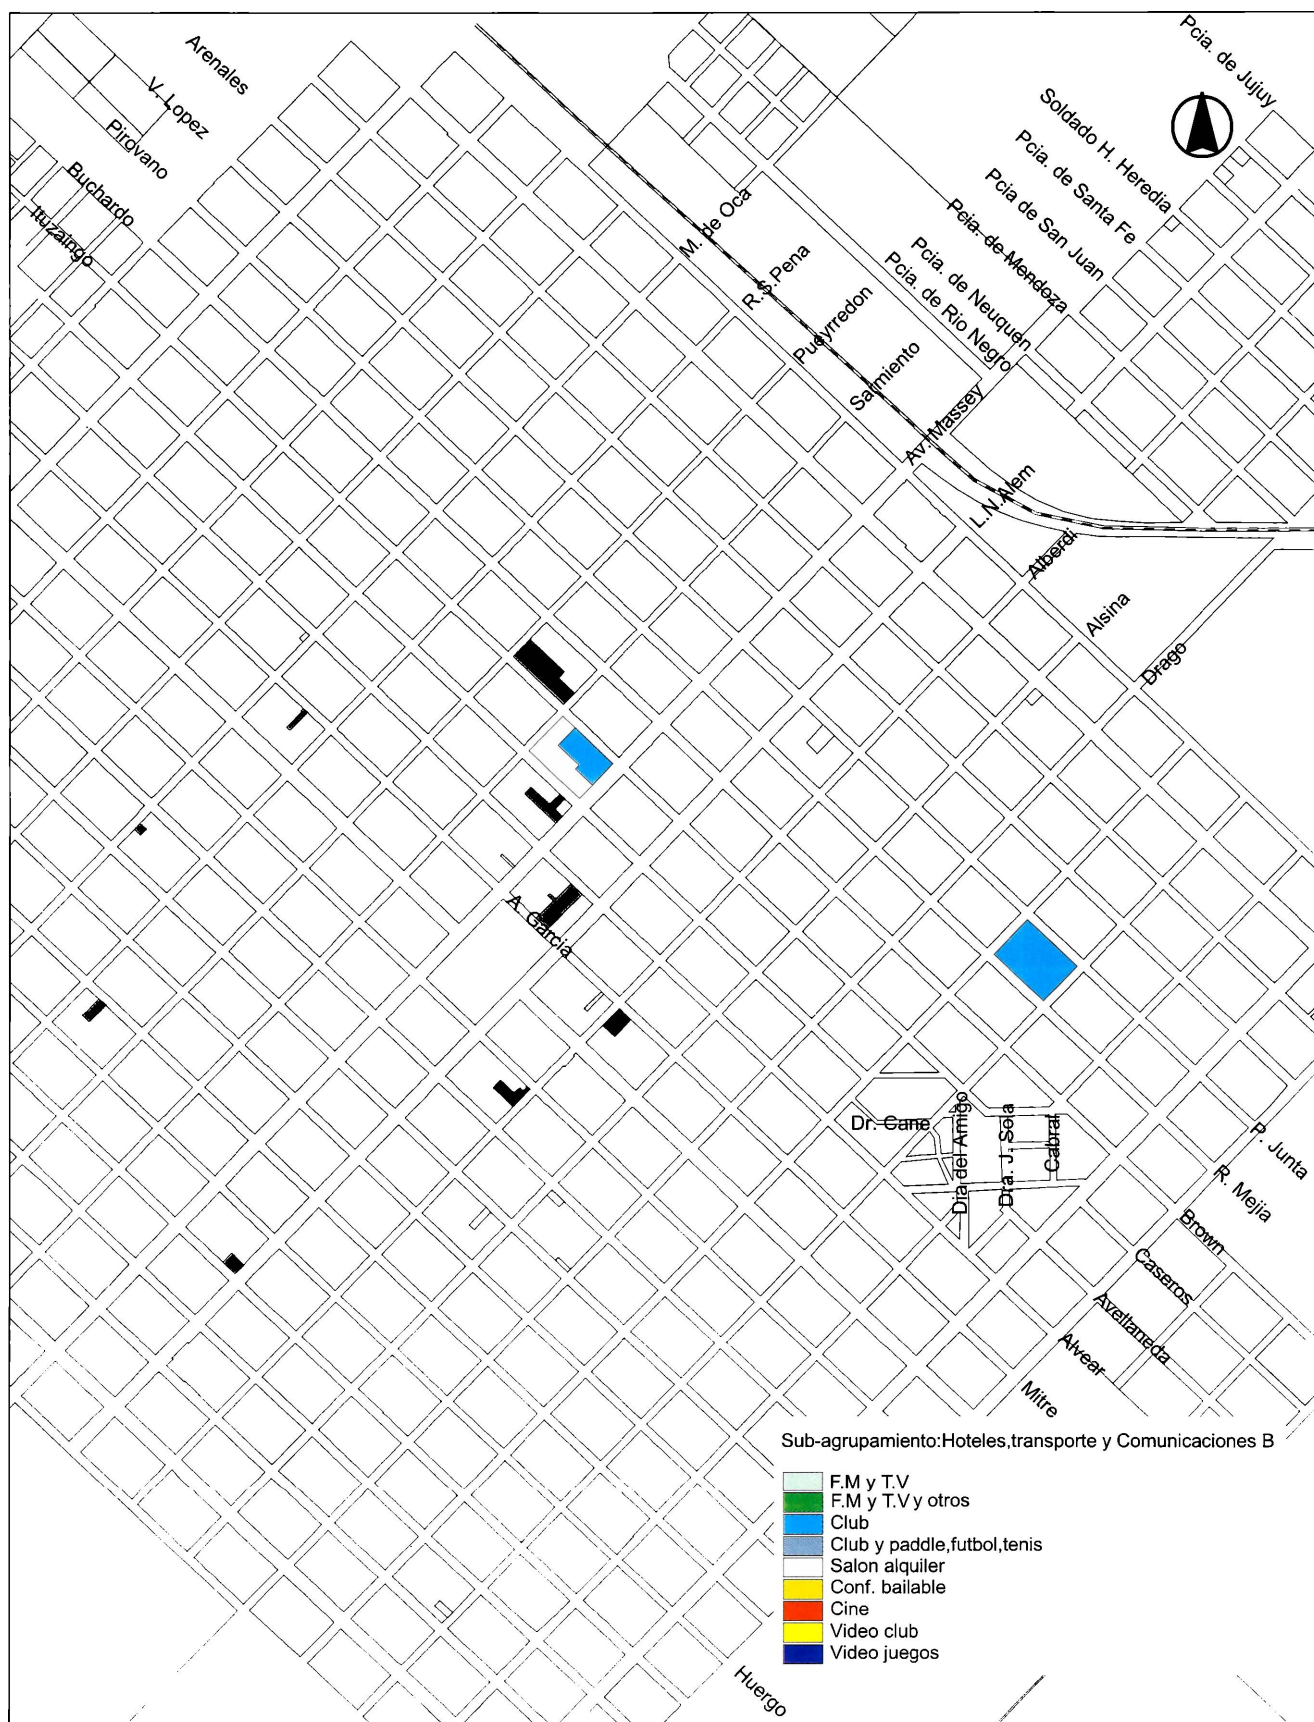 Arenales
V. Lopez
Pirovano
Buchardo
Ituzaingo
Pcia. de Jujuy
Soldado H. Heredia
Pcia. de Santa Fe
Pcia de San Juan
Pcia. de Mendoza
Pcia. de Neuquen
Pcia. de Rio Negro
M. de Oca
R.S.Pena
Pueyrredon
Sarmiento
Av. Massey
L.N.Alem
Alberdi
Alsina
Drago
A. Garcia
Dr. Cane
Dia del Amigo
Dra. J. Sola
Cabral
P. Junta
R. Mejia
Brown
Caseros
Avellaneda
Alvear
Mitre
Huergo
Sub-agrupamiento:Hoteles,transporte y Comunicaciones B
F.M y T.V
F.M y T.V y otros
Club
Club y paddle,futbol,tenis
Salon alquiler
Conf. bailable
Cine
Video club
Video juegos